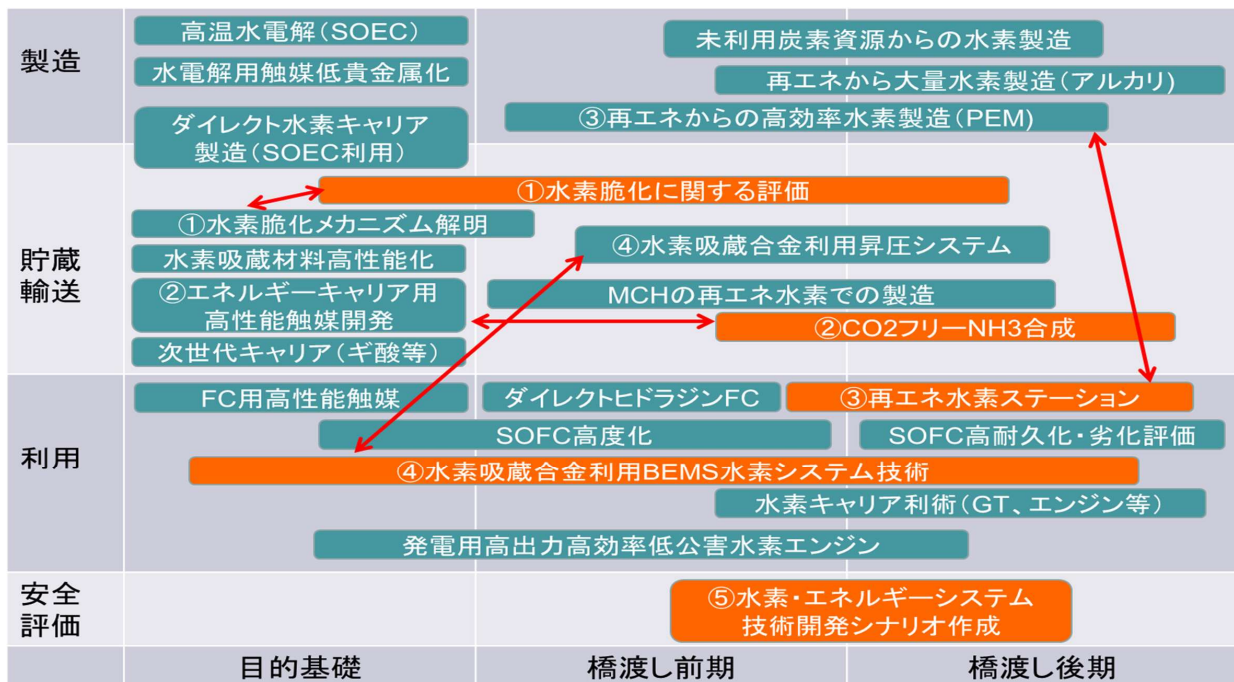 製造
高温水電解（SOEC）
未利用炭素資源からの水素製造
水電解用触媒低貴金属化
再エネから大量水素製造（アルカリ)
③再エネからの高効率水素製造（PEM)
ダイレクト水素キャリア
製造（SOEC利用）
貯蔵
輸送
①水素脆化に関する評価
①水素脆化メカニズム解明
④水素吸蔵合金利用昇圧システム
水素吸蔵材料高性能化
②エネルギーキャリア用
高性能触媒開発
MCHの再エネ水素での製造
②CO2フリーNH3合成
次世代キャリア（ギ酸等）
利用
FC用高性能触媒
ダイレクトヒドラジンFC
③再エネ水素ステーション
SOFC高度化
SOFC高耐久化・劣化評価
④水素吸蔵合金利用BEMS水素システム技術
水素キャリア利術（GT、エンジン等）
発電用高出力高効率低公害水素エンジン
安全
評価
⑤水素・エネルギーシステム
技術開発シナリオ作成
目的基礎
橋渡し前期
橋渡し後期